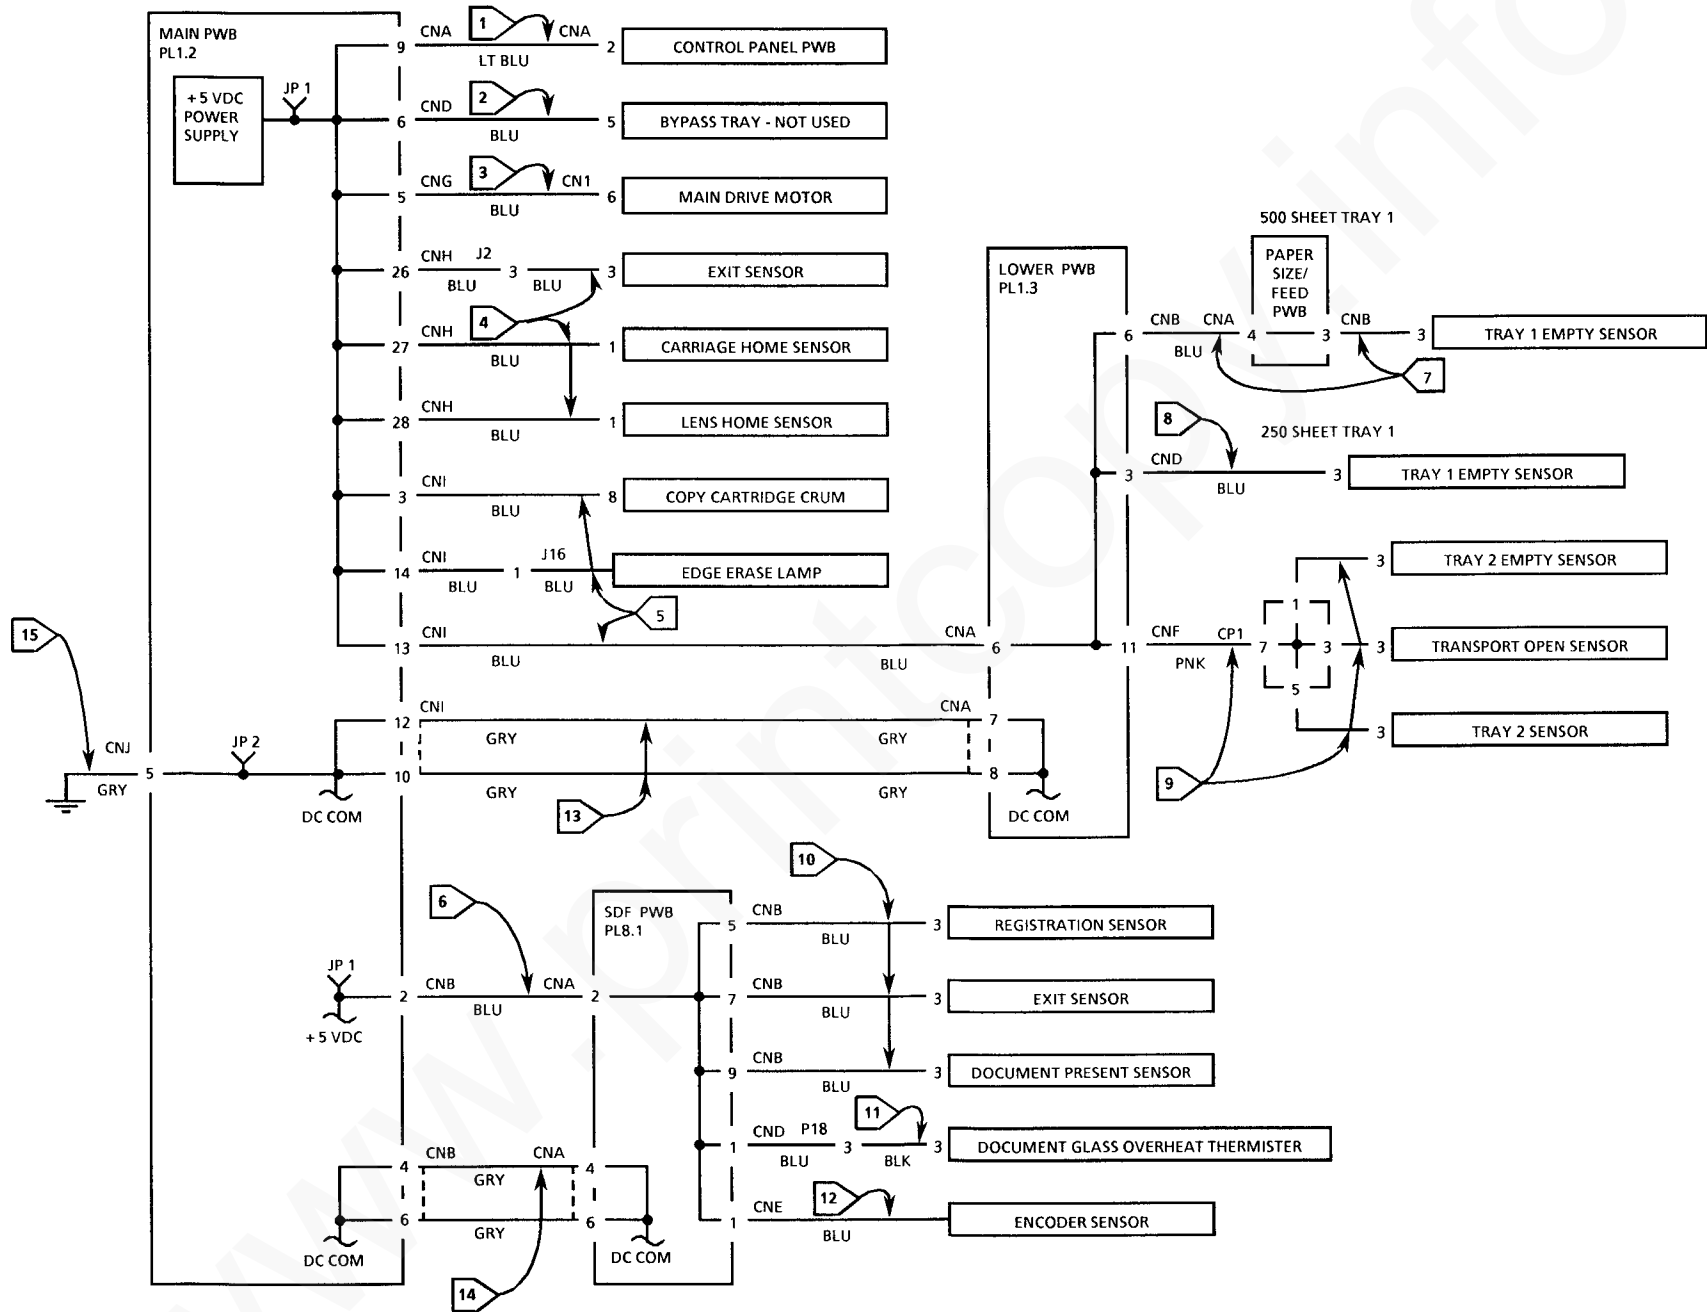 MAIN PWB
PL1.2
+5 VDC
POWER
SUPPLY
JP 1
9 CNA 1 CNA 2 CONTROL PANEL PWB
LT BLU
6 CND 2 5 BYPASS TRAY - NOT USED
BLU
5 CNG 3 CN1 6 MAIN DRIVE MOTOR
BLU
26 CNH J2 3 3 EXIT SENSOR
BLU BLU
4
27 CNH 1 CARRIAGE HOME SENSOR
BLU
28 CNH 1 LENS HOME SENSOR
BLU
3 CNI 8 COPY CARTRIDGE CRUM
BLU
14 CNI 1 J16 EDGE ERASE LAMP
BLU BLU
5
13 CNI CNA 6
BLU BLU
12 CNI CNA 7
GRY GRY
10 8
GRY GRY
13
15
CNJ 5 JP 2
GRY
DC COM
LOWER PWB
PL1.3
DC COM
500 SHEET TRAY 1
PAPER
SIZE/
FEED
PWB
6 CNB CNA 4 3 CNB 3 TRAY 1 EMPTY SENSOR
BLU
7
8
250 SHEET TRAY 1
3 CND 3 TRAY 1 EMPTY SENSOR
BLU
3 TRAY 2 EMPTY SENSOR
1
11 CNF CP1 7 3 3 TRANSPORT OPEN SENSOR
PNK
5
3 TRAY 2 SENSOR
9
10
6
SDF PWB
PL8.1
5 CNB 3 REGISTRATION SENSOR
BLU
JP 1
2 CNB CNA 2
BLU
+5 VDC
7 CNB 3 EXIT SENSOR
BLU
9 CNB 3 DOCUMENT PRESENT SENSOR
BLU
11
1 CND P18 3 3 DOCUMENT GLASS OVERHEAT THERMISTER
BLU BLK
4 CNB CNA 4
GRY
12
1 CNE ENCODER SENSOR
BLU
6 6
GRY
DC COM
DC COM
14
www.printcopy.info